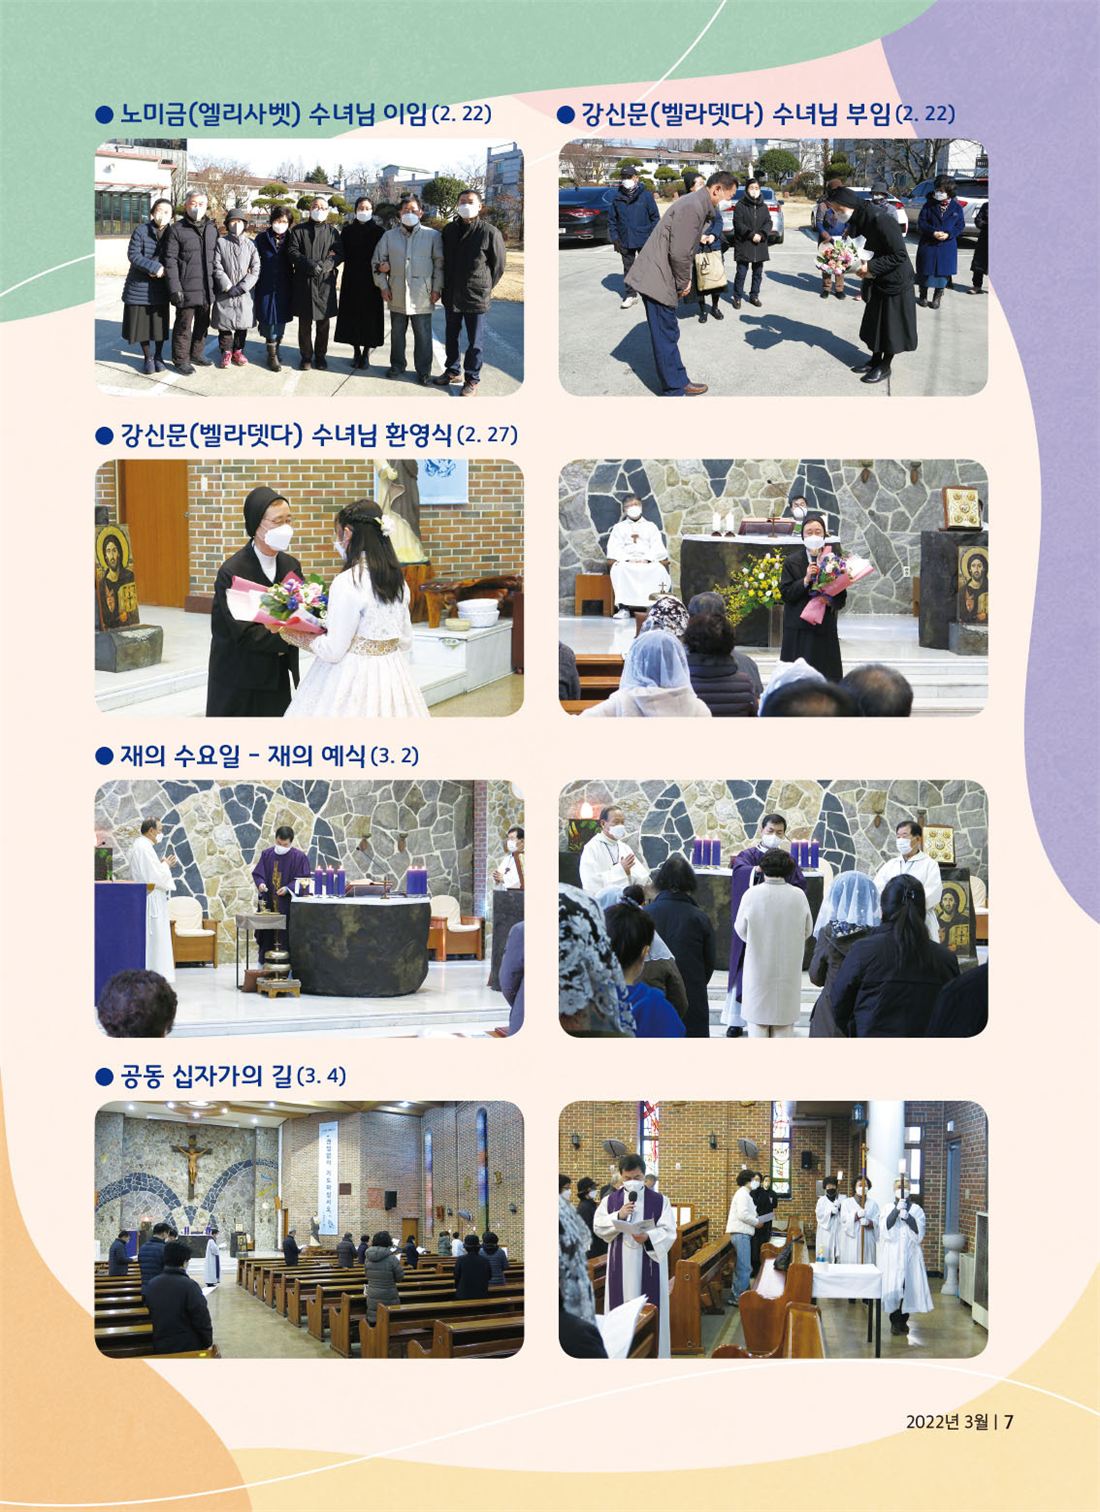 ● 노미금(엘리사벳) 수녀님 이임(2. 22)
● 강신문(벨라뎃다) 수녀님 부임(2. 22)
● 강신문(벨라뎃다) 수녀님 환영식(2. 27)
● 재의 수요일 - 재의 예식(3. 2)
● 공동 십자가의 길(3. 4)
2022년 3월 | 7